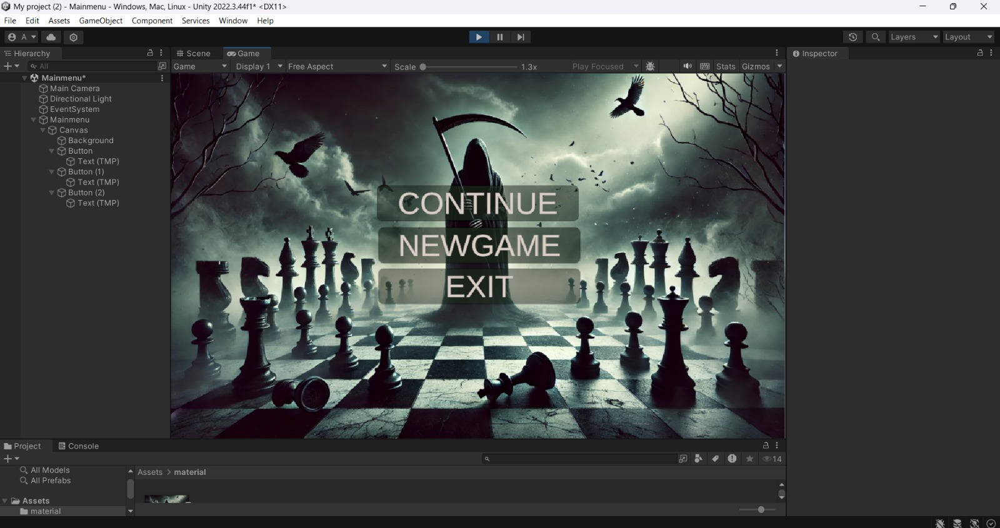 My project (2) - Mainmenu - Windows, Mac, Linux - Unity 2022.3.44f1* <DX11>
File Edit Assets GameObject Component Services Window Help
A Layers Layout
Hierarchy Scene Game Inspector
All Game Display 1 Free Aspect Scale 1.3x Play Focused Stats Gizmos
Mainmenu*
Main Camera
Directional Light
EventSystem
Mainmenu
Canvas
Background
Button
Text (TMP)
Button (1)
Text (TMP)
Button (2)
Text (TMP)
CONTINUE
NEWGAME
EXIT
Project Console
14
All Models
All Prefabs
Assets
material
Assets > material